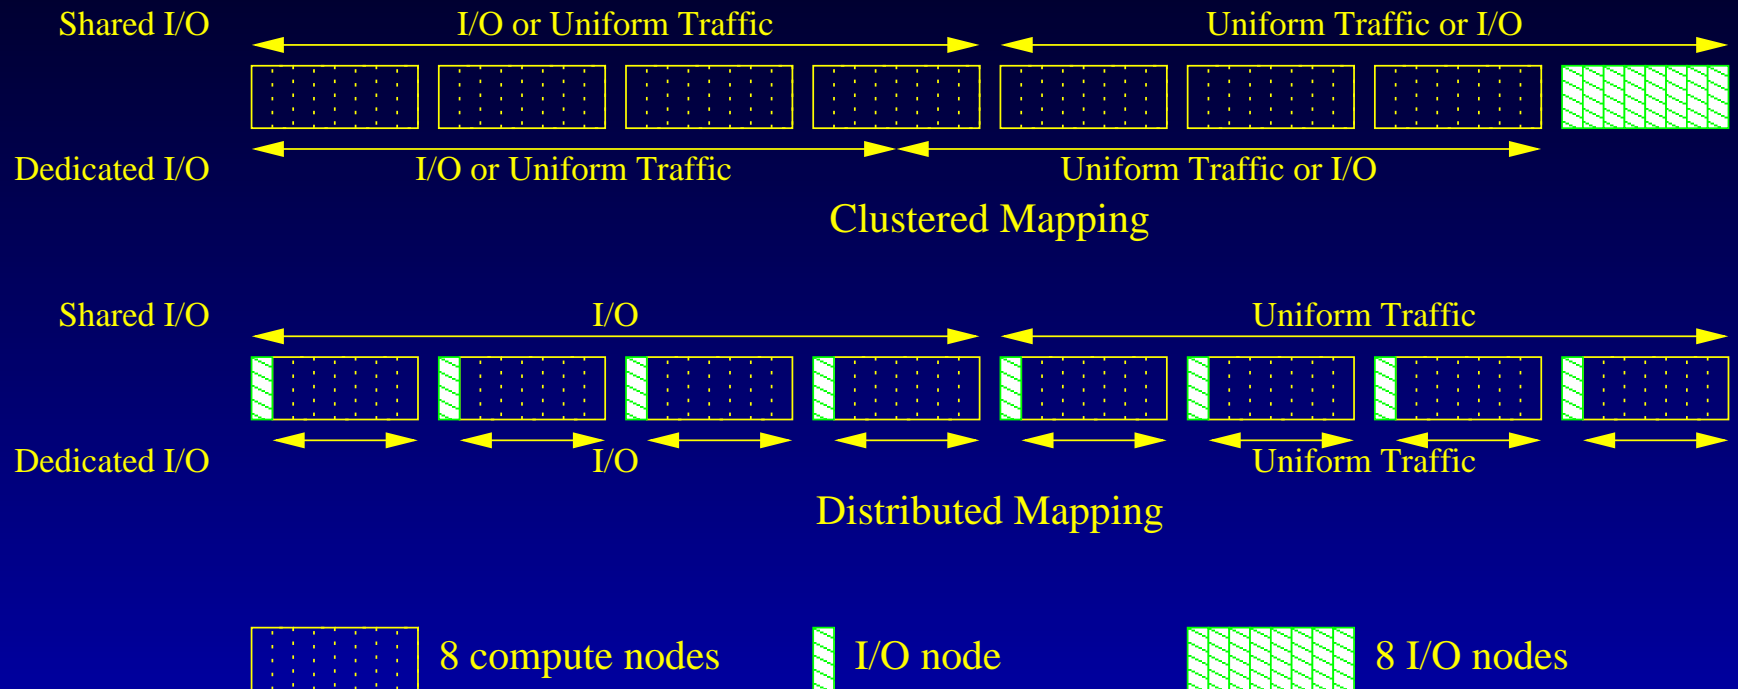 Shared I/O
I/O or Uniform Traffic
Uniform Traffic or I/O
Dedicated I/O
I/O or Uniform Traffic
Uniform Traffic or I/O
Clustered Mapping
Shared I/O
I/O
Uniform Traffic
Dedicated I/O
I/O
Uniform Traffic
Distributed Mapping
8 compute nodes
I/O node
8 I/O nodes